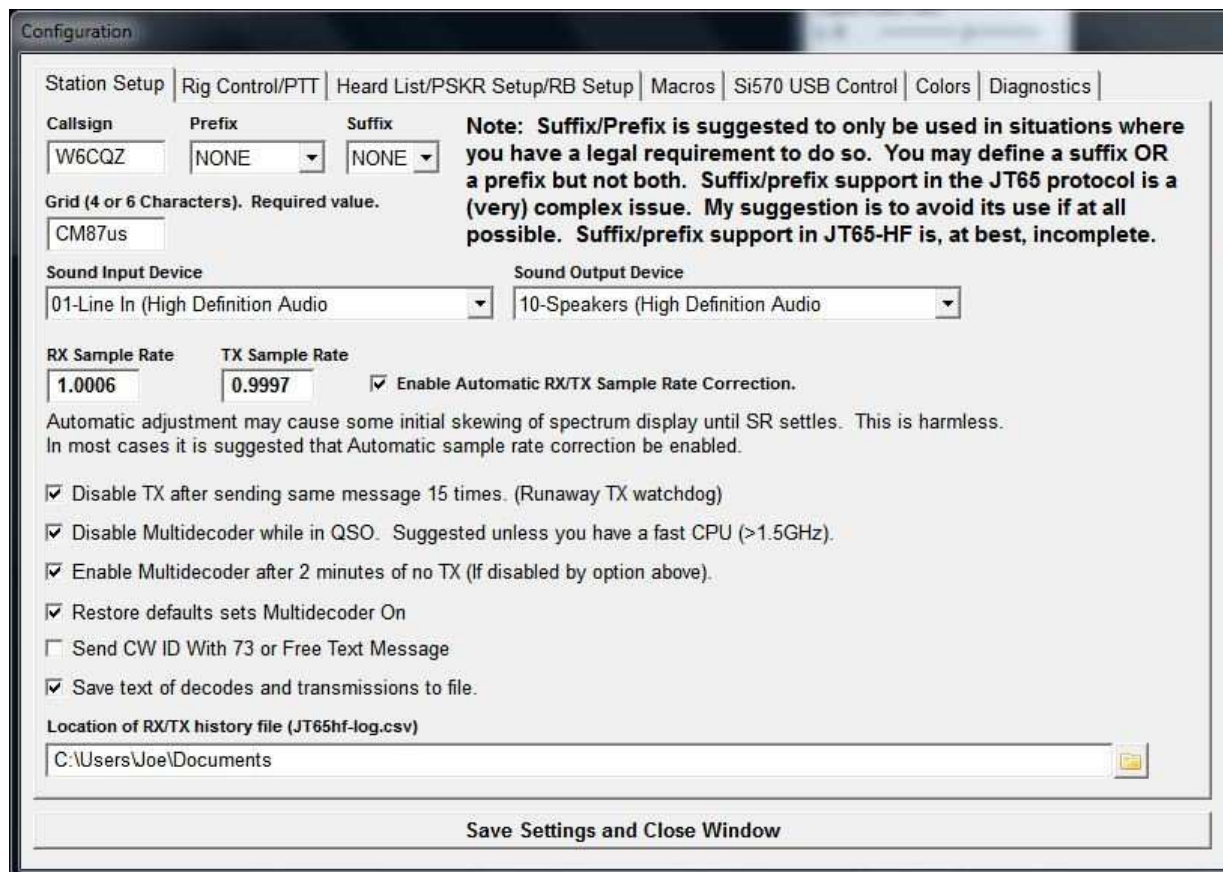 Configuration
Station Setup Rig Control/PTT Heard List/PSKR Setup/RB Setup Macros Si570 USB Control Colors Diagnostics
Callsign Prefix Suffix
W6CQZ NONE NONE
Note: Suffix/Prefix is suggested to only be used in situations where
you have a legal requirement to do so. You may define a suffix OR
a prefix but not both. Suffix/prefix support in the JT65 protocol is a
(very) complex issue. My suggestion is to avoid its use if at all
possible. Suffix/prefix support in JT65-HF is, at best, incomplete.
Grid (4 or 6 Characters). Required value.
CM87us
Sound Input Device Sound Output Device
01-Line In (High Definition Audio 10-Speakers (High Definition Audio
RX Sample Rate TX Sample Rate
1.0006 0.9997 Enable Automatic RX/TX Sample Rate Correction.
Automatic adjustment may cause some initial skewing of spectrum display until SR settles. This is harmless.
In most cases it is suggested that Automatic sample rate correction be enabled.
Disable TX after sending same message 15 times. (Runaway TX watchdog)
Disable Multidecoder while in QSO. Suggested unless you have a fast CPU (>1.5GHz).
Enable Multidecoder after 2 minutes of no TX (If disabled by option above).
Restore defaults sets Multidecoder On
Send CW ID With 73 or Free Text Message
Save text of decodes and transmissions to file.
Location of RX/TX history file (JT65hf-log.csv)
C:\Users\Joe\Documents
Save Settings and Close Window